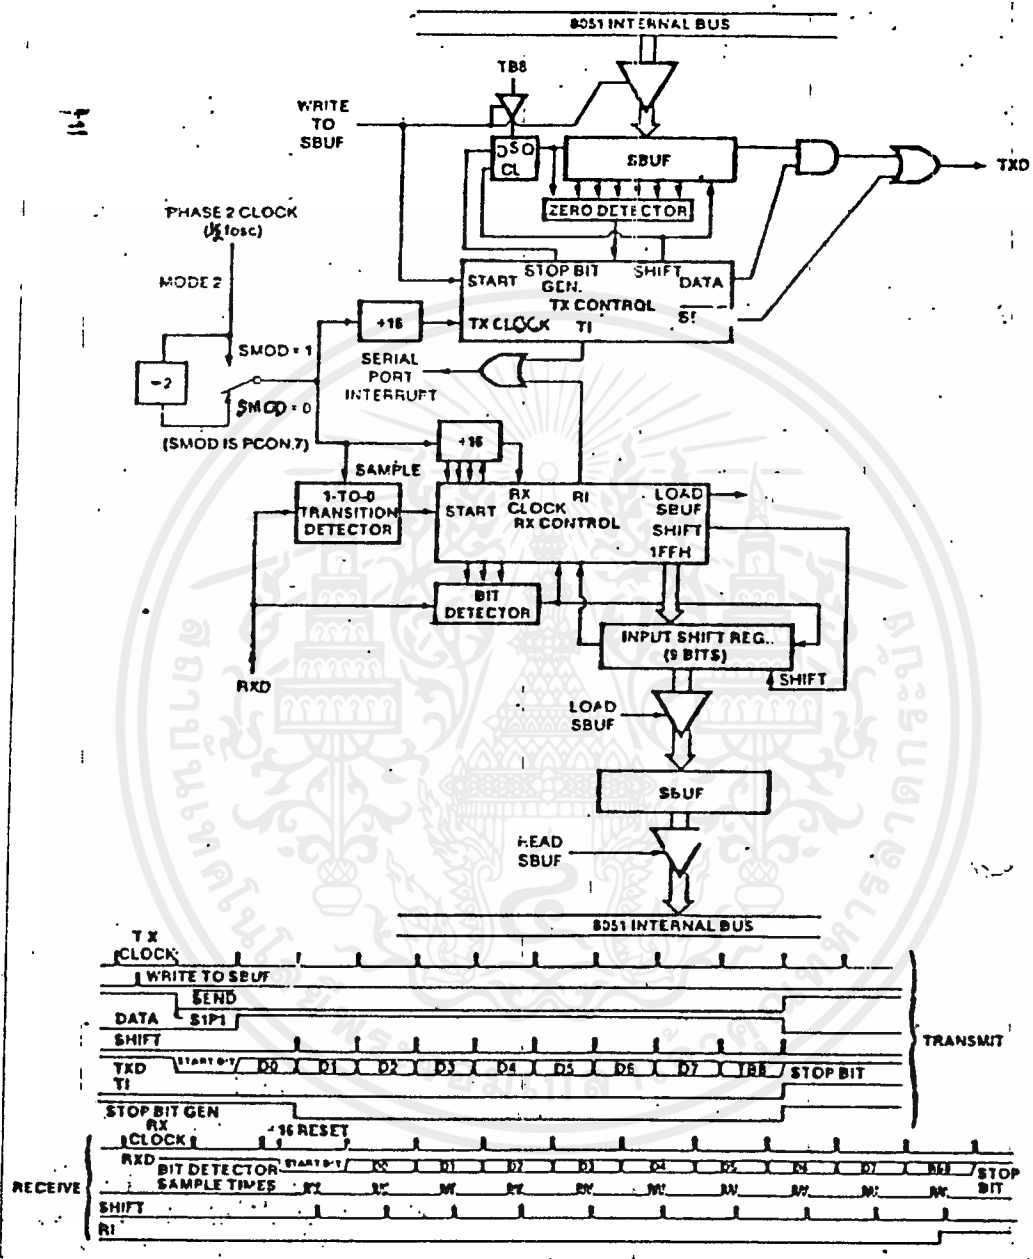 8051 INTERNAL BUS
TB8
WRITE
TO
SBUF
D S Q
CL
SBUF
TXD
ZERO DETECTOR
PHASE 2 CLOCK
(½ fosc)
MODE 2
START
STOP BIT
GEN.
SHIFT
DATA
TX CONTROL
TX CLOCK
TI
÷16
SMOD = 1
SERIAL
PORT
INTERRUPT
÷2
SMOD = 0
(SMOD IS PCON.7)
÷16
SAMPLE
1-TO-0
TRANSITION
DETECTOR
START
RX
CLOCK
RI
RX CONTROL
LOAD
SBUF
SHIFT
1FFH
BIT
DETECTOR
INPUT SHIFT REG.
(9 BITS)
SHIFT
RXD
LOAD
SBUF
SBUF
READ
SBUF
8051 INTERNAL BUS
TX
CLOCK
WRITE TO SBUF
SEND
DATA S1P1
SHIFT
TRANSMIT
TXD START BIT D0 D1 D2 D3 D4 D5 D6 D7 TB8 STOP BIT
TI
STOP BIT GEN
RX
CLOCK
÷16 RESET
RXD START BIT D0 D1 D2 D3 D4 D5 D6 D7 RB8 STOP
BIT
BIT DETECTOR
SAMPLE TIMES
RECEIVE
SHIFT
RI